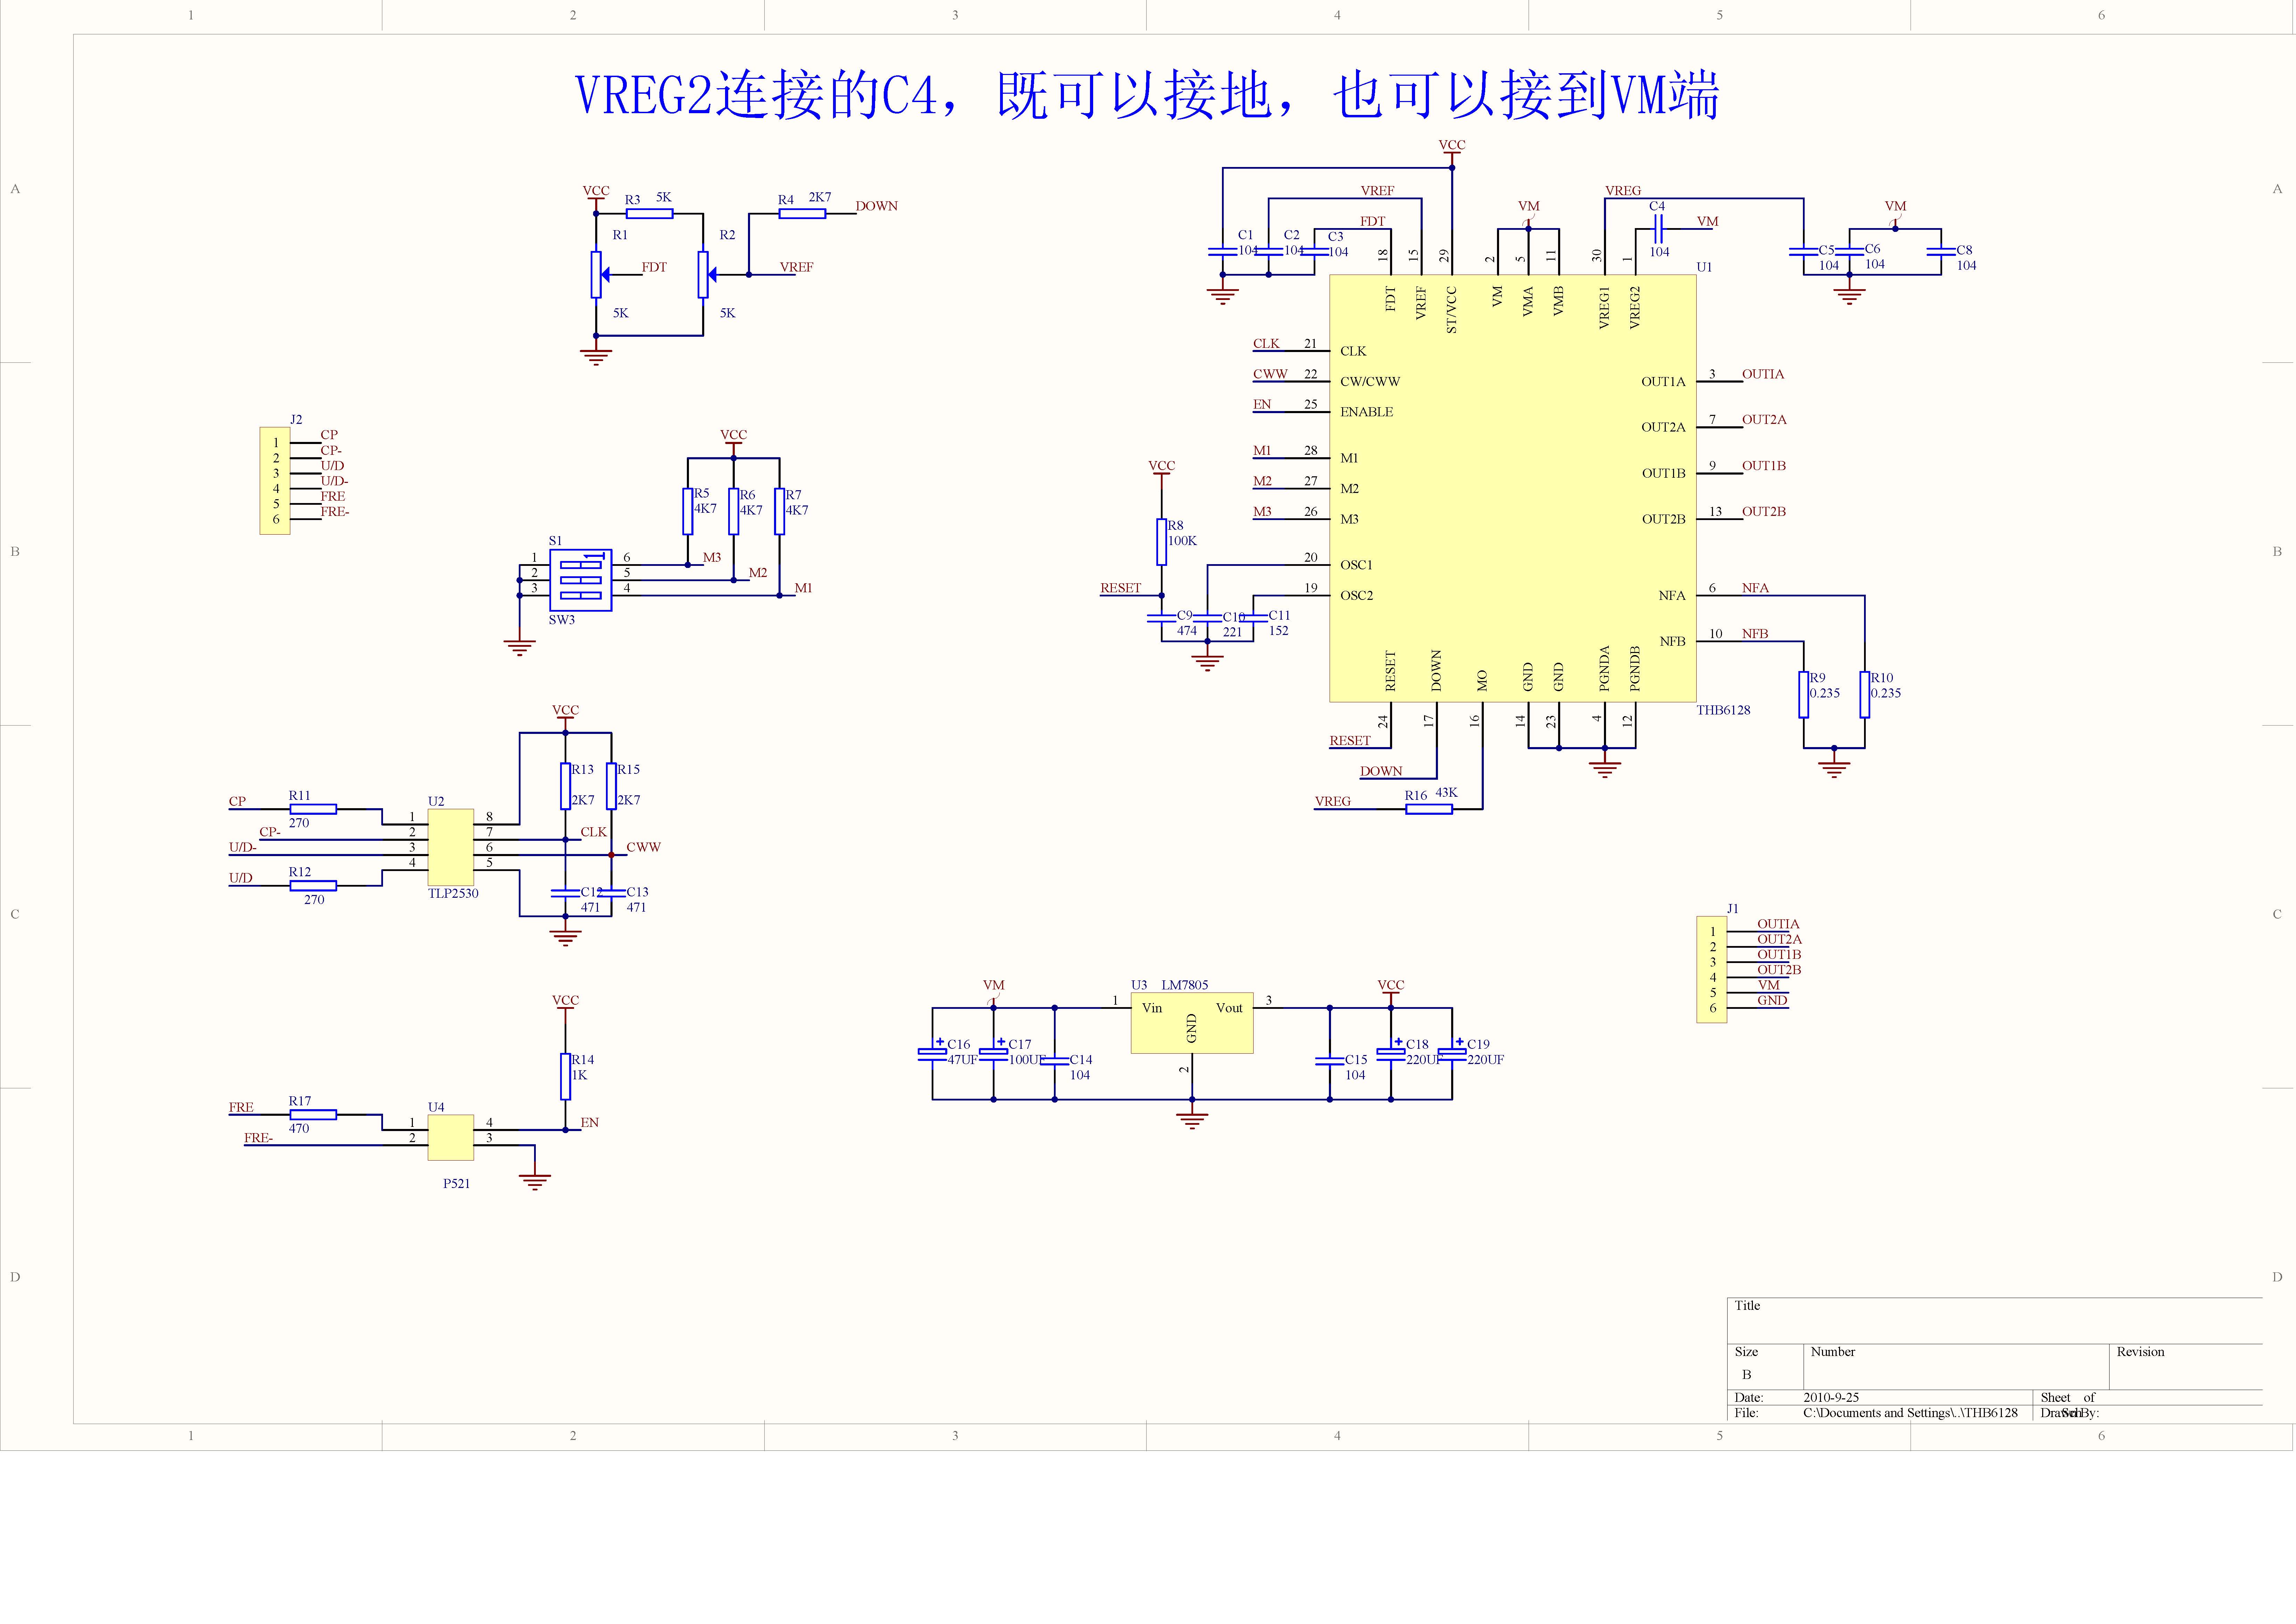 1 2 3 4 5 6
VREG2连接的C4，既可以接地，也可以接到VM端
A A
VCC
R3 5K
R4 2K7
DOWN
R1
R2
FDT
VREF
5K
5K
VCC
VREF
FDT
C1
104
C2
104
C3
104
VM
VREG
C4
104
VM
VM
C5
104
C6
104
C8
104
18 15 29 2 5 11 30 1
U1
FDT VREF ST/VCC VM VMA VMB VREG1 VREG2
CLK 21 CLK
CWW 22 CW/CWW
EN 25 ENABLE
M1 28 M1
M2 27 M2
M3 26 M3
20 OSC1
19 OSC2
OUT1A 3 OUTIA
OUT2A 7 OUT2A
OUT1B 9 OUT1B
OUT2B 13 OUT2B
NFA 6 NFA
NFB 10 NFB
RESET DOWN MO GND GND PGNDA PGNDB
24 17 16 14 23 4 12
THB6128
RESET
DOWN
VREG
R16 43K
R9
0.235
R10
0.235
VCC
R8
100K
RESET
C9
474
C10
221
C11
152
J2
1 CP
2 CP-
3 U/D
4 U/D-
5 FRE
6 FRE-
B B
VCC
R5
4K7
R6
4K7
R7
4K7
S1
1 6 M3
2 5 M2
3 4 M1
SW3
VCC
R13
2K7
R15
2K7
CP
R11
270
CP-
U/D-
U/D
R12
270
U2
1 8
2 7 CLK
3 6 CWW
4 5
TLP2530
C12
471
C13
471
C C
VCC
R14
1K
FRE
R17
470
FRE-
U4
1 4 EN
2 3
P521
VM
U3 LM7805
1 Vin Vout 3
GND
2
VCC
C16
47UF
C17
100UF
C14
104
C15
104
C18
220UF
C19
220UF
J1
1 OUTIA
2 OUT2A
3 OUT1B
4 OUT2B
5 VM
6 GND
D D
Title
Size Number Revision
B
Date: 2010-9-25 Sheet of
File: C:\Documents and Settings\..\THB6128 Drawn By:
1 2 3 4 5 6